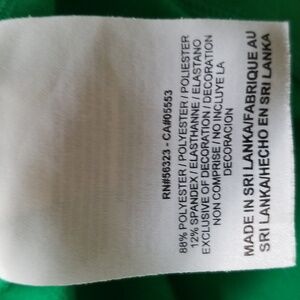 RN#56323 - CA#05553
88% POLYESTER / POLYESTER / POLIESTER
12% SPANDEX / ELASTHANNE / ELASTANO
EXCLUSIVE OF DECORATION / DECORATION
NON COMPRISE / NO INCLUYE LA
DECORACION
MADE IN SRI LANKA/FABRIQUE AU
SRI LANKA/HECHO EN SRI LANKA